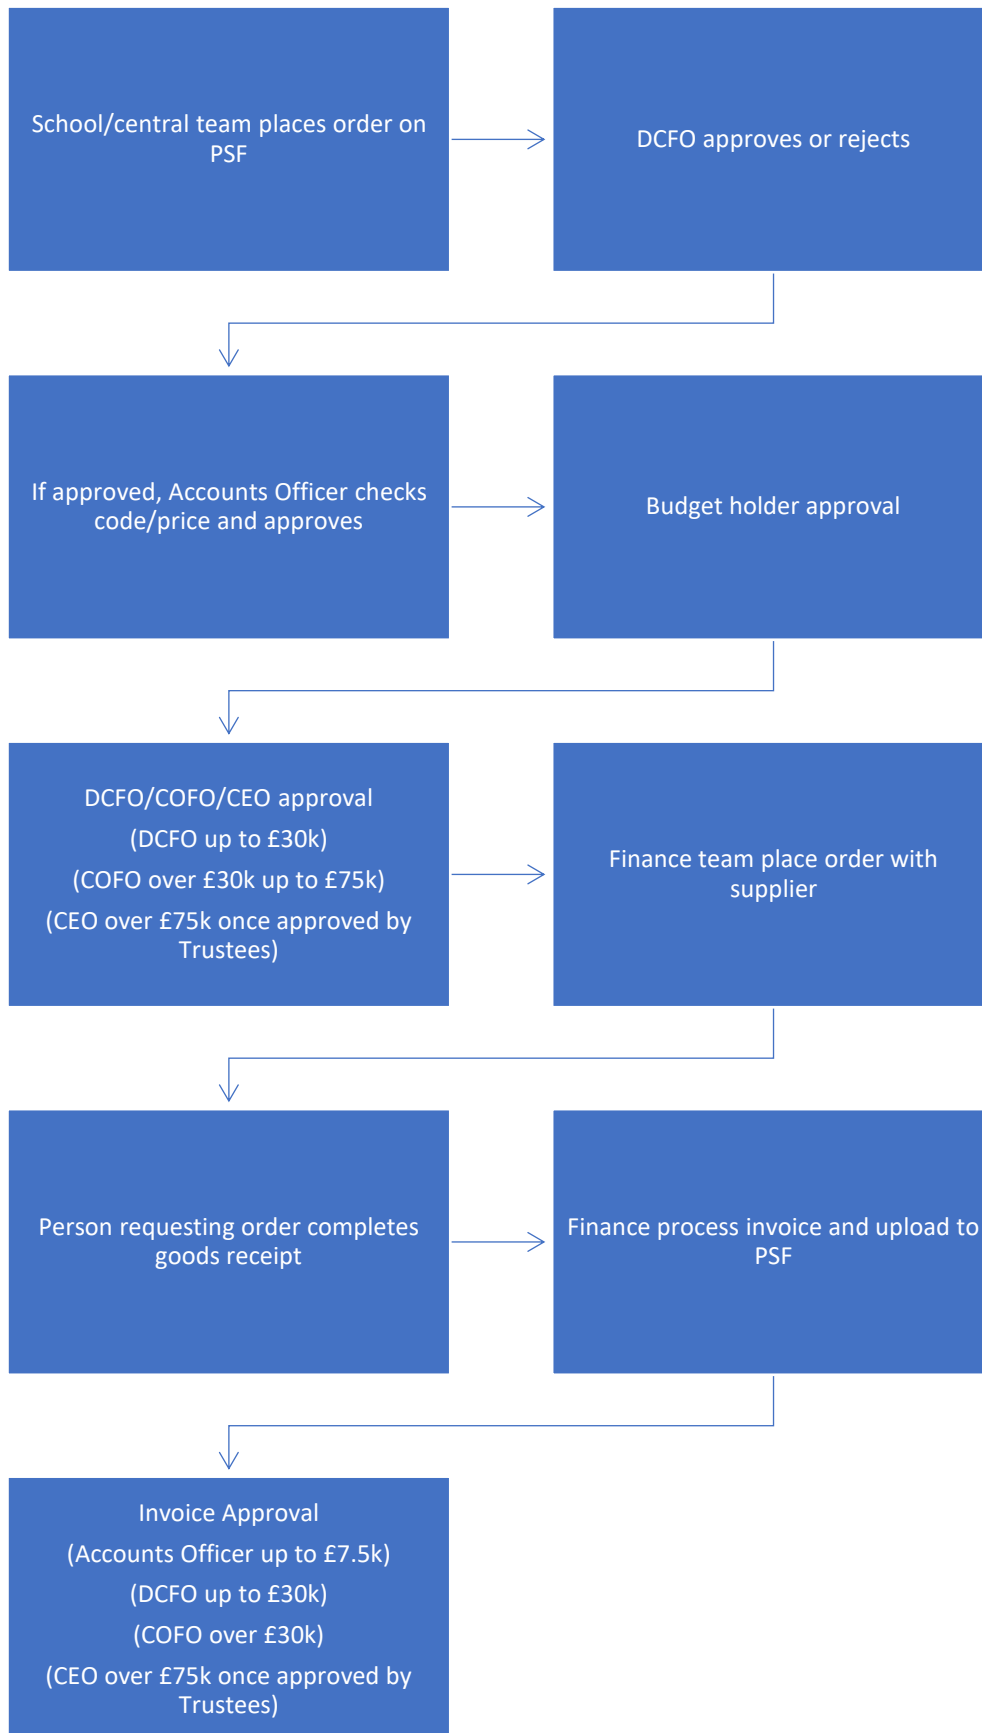 School/central team places order on
PSF
DCFO approves or rejects
If approved, Accounts Officer checks
code/price and approves
Budget holder approval
DCFO/COFO/CEO approval
(DCFO up to £30k)
(COFO over £30k up to £75k)
(CEO over £75k once approved by
Trustees)
Finance team place order with
supplier
Person requesting order completes
goods receipt
Finance process invoice and upload to
PSF
Invoice Approval
(Accounts Officer up to £7.5k)
(DCFO up to £30k)
(COFO over £30k)
(CEO over £75k once approved by
Trustees)